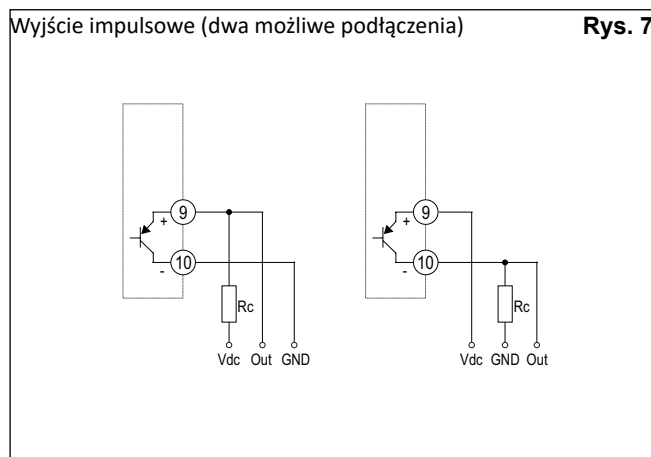 Wyjście impulsowe (dwa możliwe podłączenia) Rys. 7
+ 9
- 10
Rc
Vdc Out GND
+ 9
- 10
Rc
Vdc GND Out